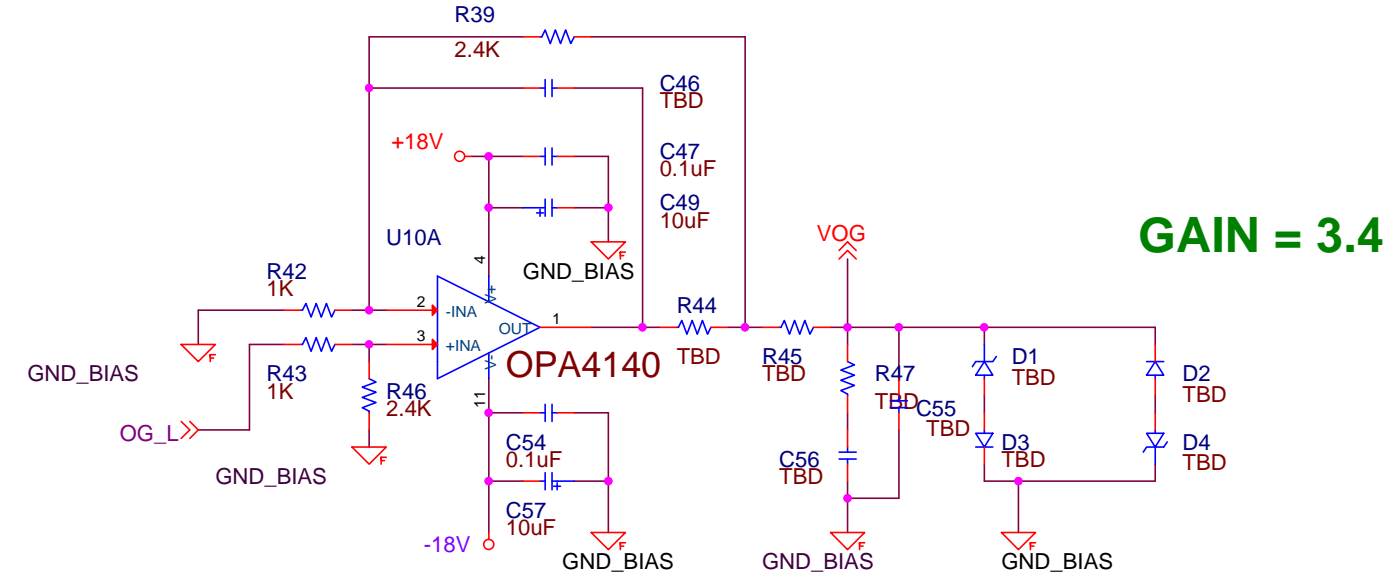 R39
2.4K
C46
TBD
+18V
C47
0.1uF
C49
10uF
U10A
4
V+
GND_BIAS
VOG
GAIN = 3.4
R42
1K
2
-INA
3
+INA
OUT
1
V-
OPA4140
11
R44
TBD
R45
TBD
GND_BIAS
R43
1K
R46
2.4K
OG_L
GND_BIAS
C54
0.1uF
C57
10uF
-18V
GND_BIAS
R47
TBD
C55
TBD
C56
TBD
GND_BIAS
D1
TBD
D2
TBD
D3
TBD
D4
TBD
GND_BIAS
F
F
F
F
F
F